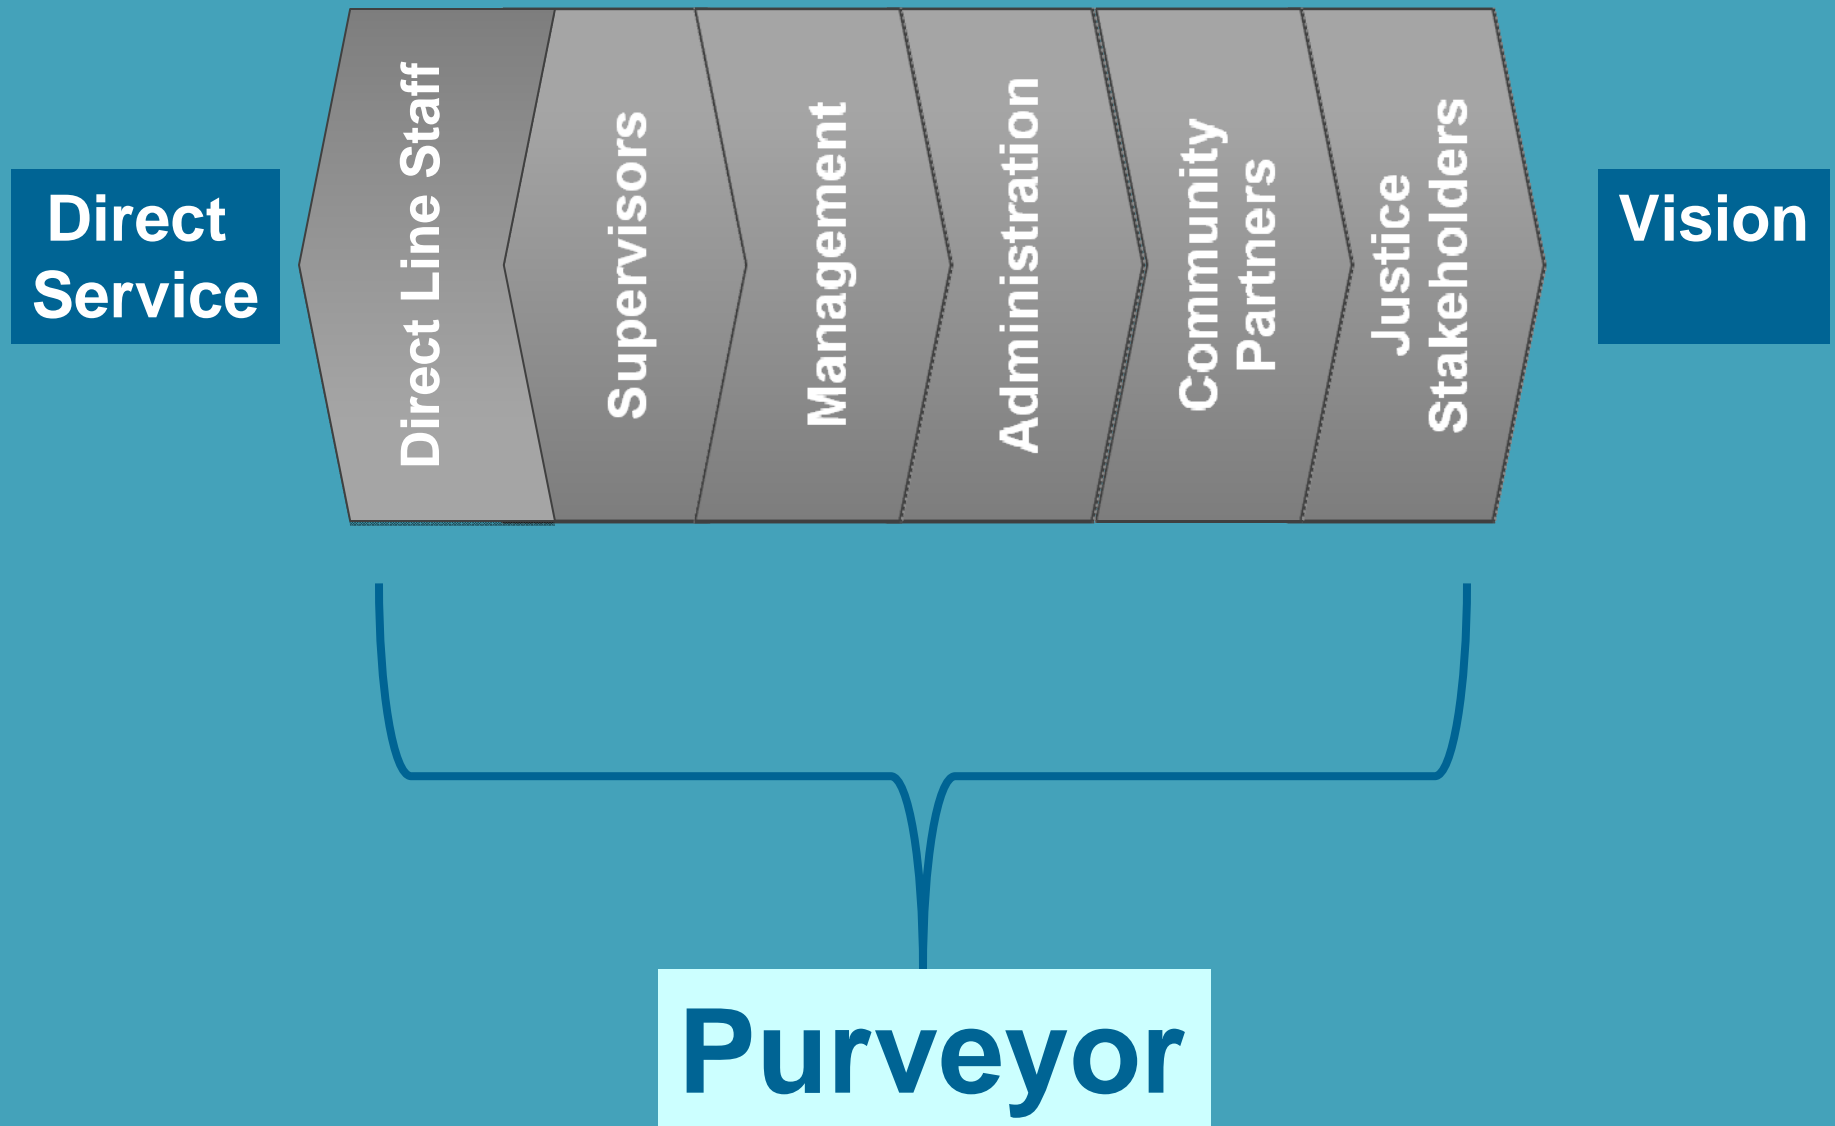 Direct
Service
Direct Line Staff
Supervisors
Management
Administration
Community
Partners
Justice
Stakeholders
Vision
Purveyor